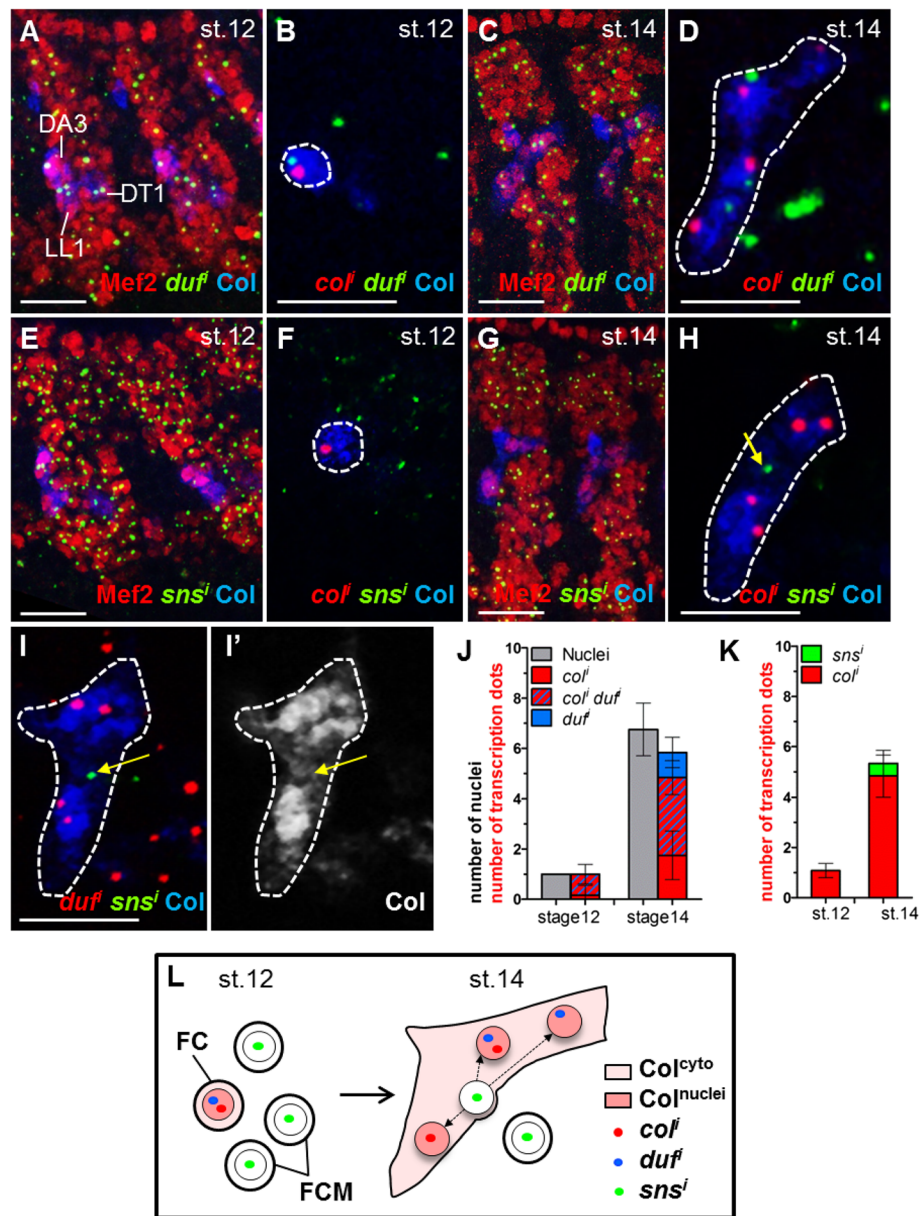 A st.12
B st.12
C st.14
D st.14
DA3
DT1
LL1
Mef2 dufⁱ Col
colⁱ dufⁱ Col
Mef2 dufⁱ Col
colⁱ dufⁱ Col
E st.12
F st.12
G st.14
H st.14
Mef2 snsⁱ Col
colⁱ snsⁱ Col
Mef2 snsⁱ Col
colⁱ snsⁱ Col
I
dufⁱ snsⁱ Col
I’
Col
J
number of nuclei
number of transcription dots
10
8
6
4
2
0
Nuclei
colⁱ
colⁱ dufⁱ
dufⁱ
stage12 stage14
K
number of transcription dots
10
8
6
4
2
0
snsⁱ
colⁱ
st.12 st.14
L st.12 st.14
FC
FCM
Colcyto
Colnuclei
colⁱ
dufⁱ
snsⁱ